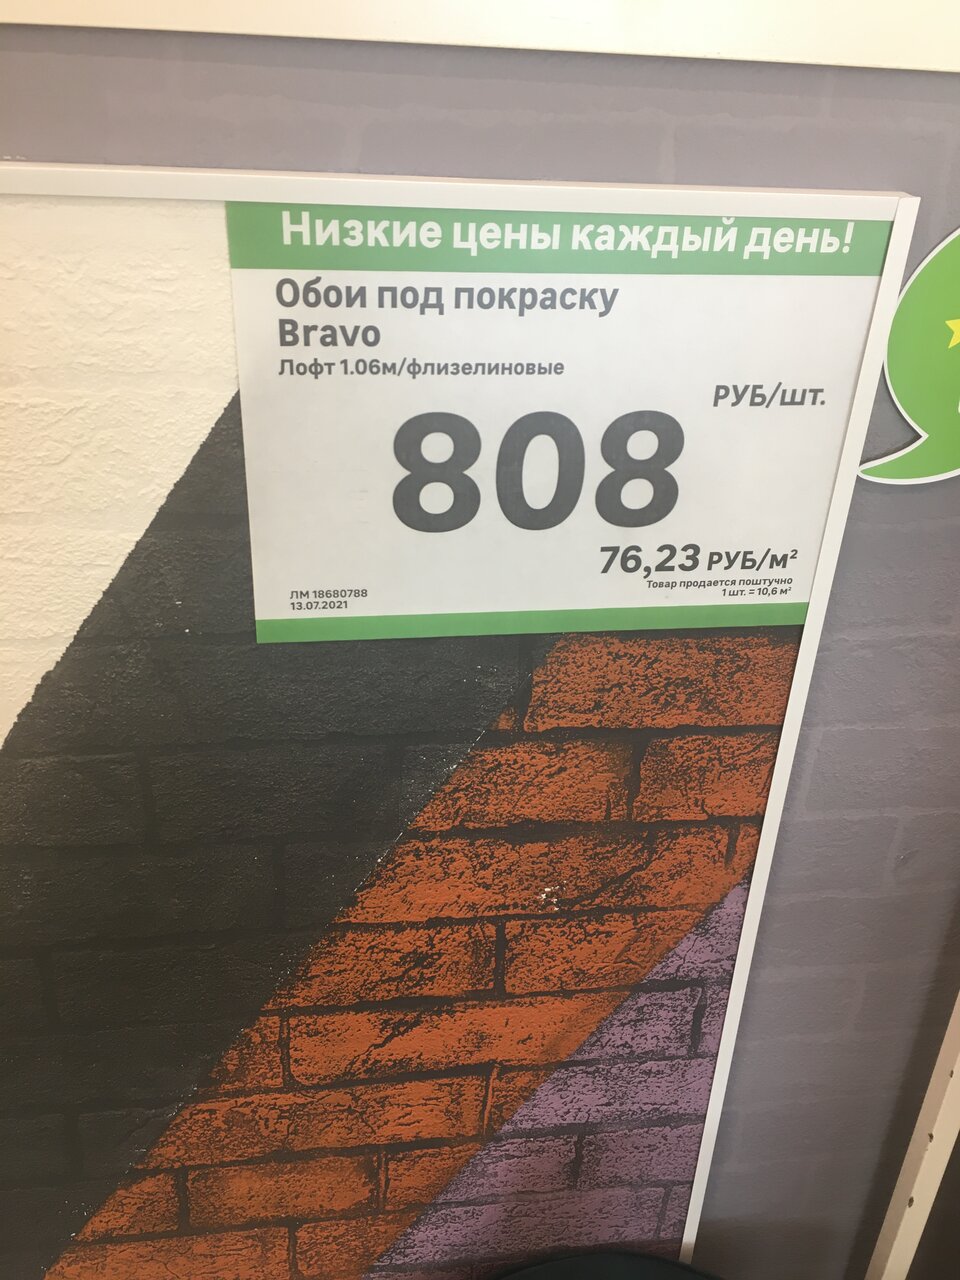 Низкие цены каждый день!
Обои под покраску
Bravo
Лофт 1.06м/флизелиновые
РУБ/шт.
808
76,23 РУБ/м²
Товар продается поштучно
1 шт. = 10,6 м²
ЛМ 18680788
13.07.2021